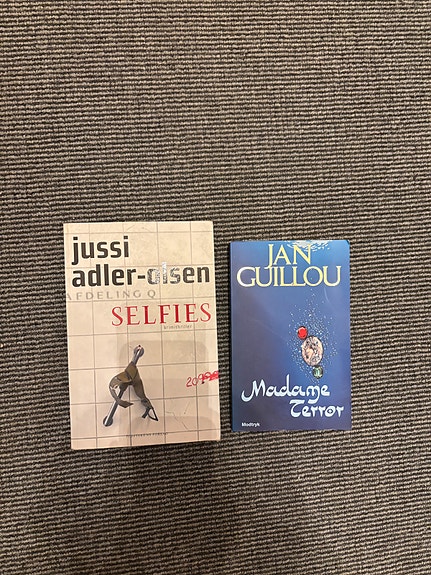 jussi
adler-olsen
AFDELING Q
SELFIES
JAN
GUILLOU
Madame
Terror
Modtryk